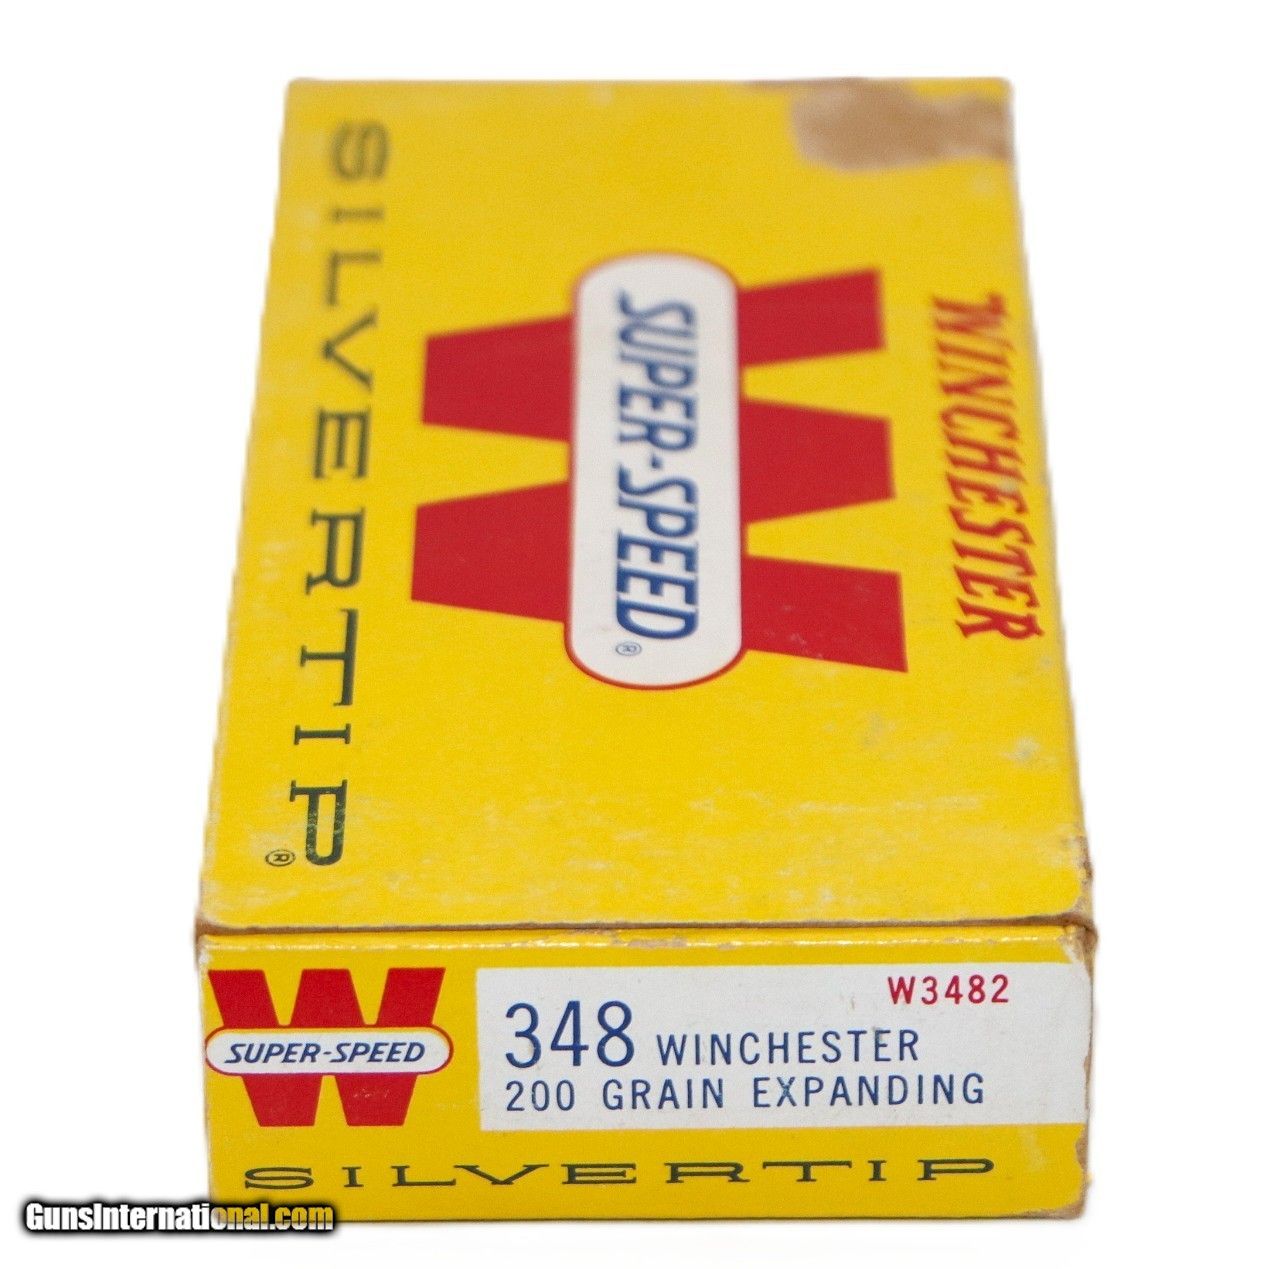 WINCHESTER
SUPER-SPEED®
SILVERTIP®
W3482
348 WINCHESTER
200 GRAIN EXPANDING
W
SUPER-SPEED
SILVERTIP
GunsInternational.com